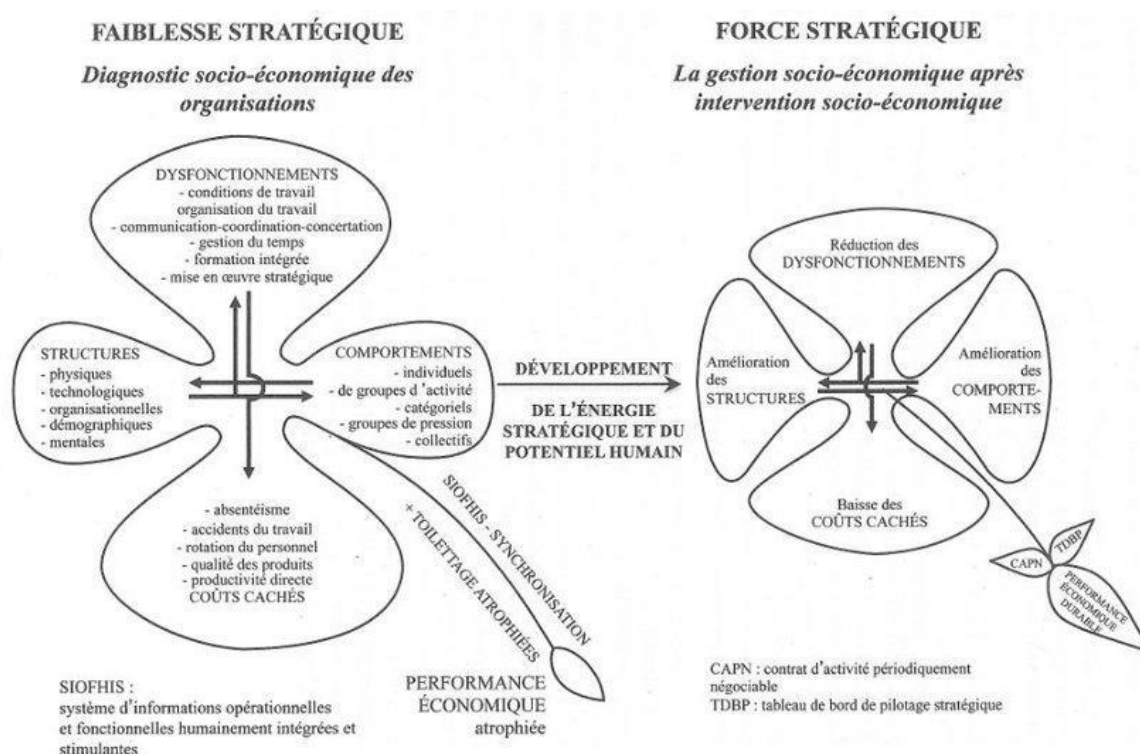 FAIBLESSE STRATÉGIQUE
Diagnostic socio-économique des
organisations
DYSFONCTIONNEMENTS
- conditions de travail
organisation du travail
- communication-coordination-concertation
- gestion du temps
- formation intégrée
- mise en œuvre stratégique
STRUCTURES
- physiques
- technologiques
- organisationnelles
- démographiques
- mentales
COMPORTEMENTS
- individuels
- de groupes d'activité
- catégoriels
- groupes de pression
- collectifs
- absentéisme
- accidents du travail
- rotation du personnel
- qualité des produits
- productivité directe
COÛTS CACHÉS
SIOFHIS - SYNCHRONISATION
+ TOILETTAGE ATROPHIÉES
PERFORMANCE
ÉCONOMIQUE
atrophiée
SIOFHIS :
système d'informations opérationnelles
et fonctionnelles humainement intégrées et
stimulantes
DÉVELOPPEMENT
DE L'ÉNERGIE
STRATÉGIQUE ET DU
POTENTIEL HUMAIN
FORCE STRATÉGIQUE
La gestion socio-économique après
intervention socio-économique
Réduction des
DYSFONCTIONNEMENTS
Amélioration
des
STRUCTURES
Amélioration
des
COMPORTE-
MENTS
Baisse des
COÛTS CACHÉS
CAPN
TDBP
PERFORMANCE
ÉCONOMIQUE
DURABLE
CAPN : contrat d'activité périodiquement
négociable
TDBP : tableau de bord de pilotage stratégique